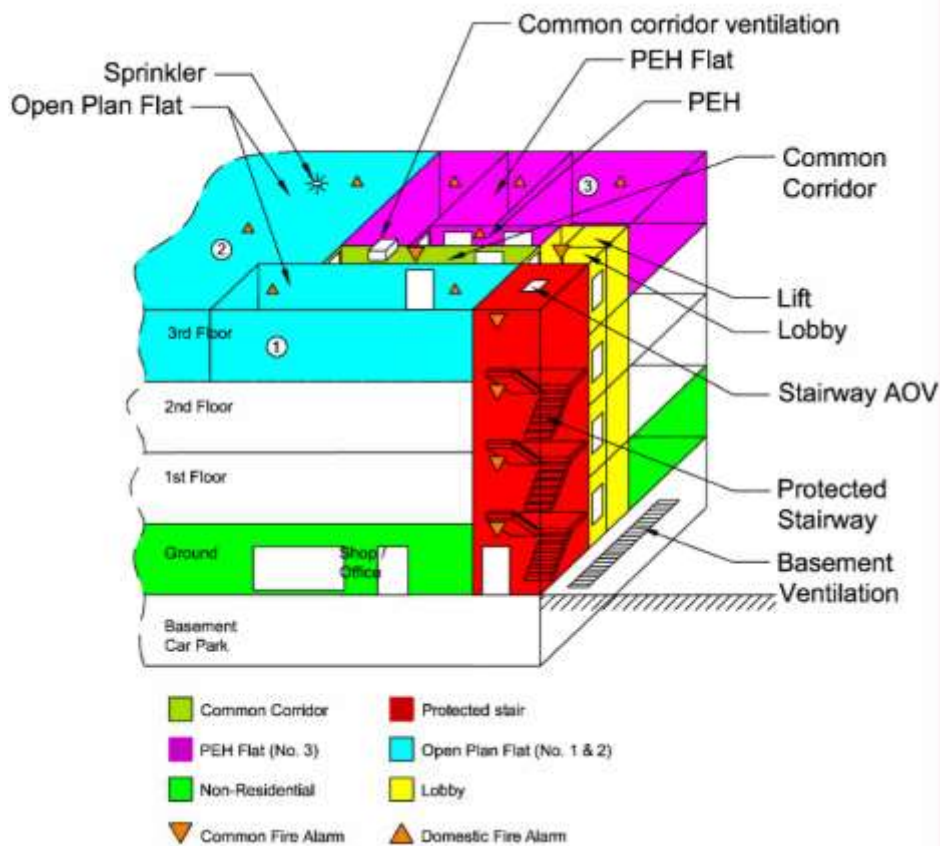 Common corridor ventilation
Sprinkler
PEH Flat
Open Plan Flat
PEH
Common
Corridor
3
2
Lift
Lobby
3rd Floor
1
Stairway AOV
2nd Floor
1st Floor
Protected
Stairway
Ground
Shop /
Office
Basement
Ventilation
Basement
Car Park
Common Corridor
Protected stair
PEH Flat (No. 3)
Open Plan Flat (No. 1 & 2)
Non-Residential
Lobby
Common Fire Alarm
Domestic Fire Alarm